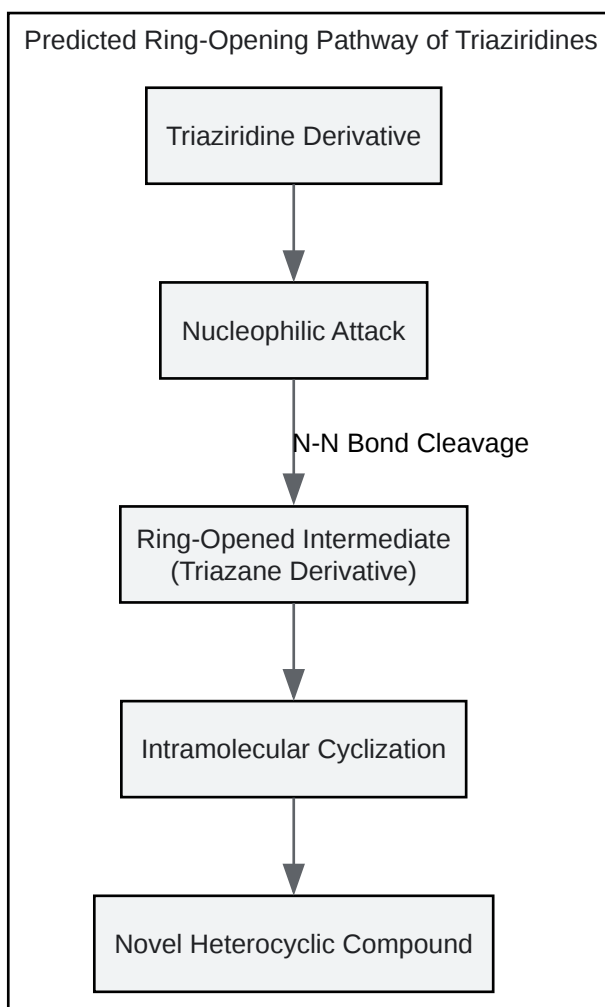 Predicted Ring-Opening Pathway of Triaziridines
Triaziridine Derivative
Nucleophilic Attack
N-N Bond Cleavage
Ring-Opened Intermediate
(Triazane Derivative)
Intramolecular Cyclization
Novel Heterocyclic Compound